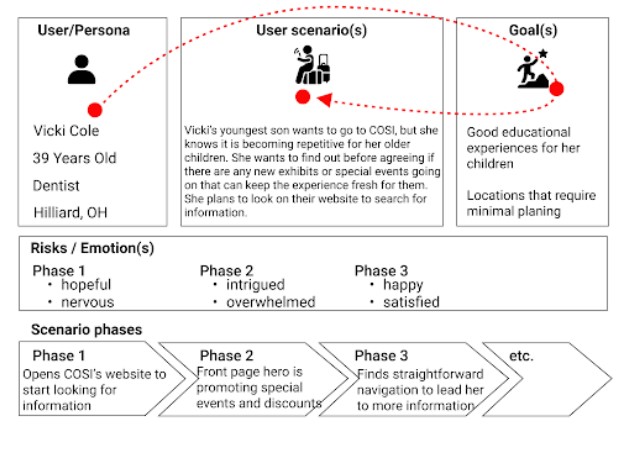 User/Persona
Vicki Cole
39 Years Old
Dentist
Hilliard, OH
User scenario(s)
Vicki's youngest son wants to go to COSI, but she
knows it is becoming repetitive for her older
children. She wants to find out before agreeing if
there are any new exhibits or special events going
on that can keep the experience fresh for them.
She plans to look on their website to search for
information.
Goal(s)
Good educational
experiences for her
children
Locations that require
minimal planing
Risks / Emotion(s)
Phase 1
• hopeful
• nervous
Phase 2
• intrigued
• overwhelmed
Phase 3
• happy
• satisfied
Scenario phases
Phase 1
Opens COSI's website to
start looking for
information
Phase 2
Front page hero is
promoting special
events and discounts
Phase 3
Finds straightforward
navigation to lead her
to more information
etc.